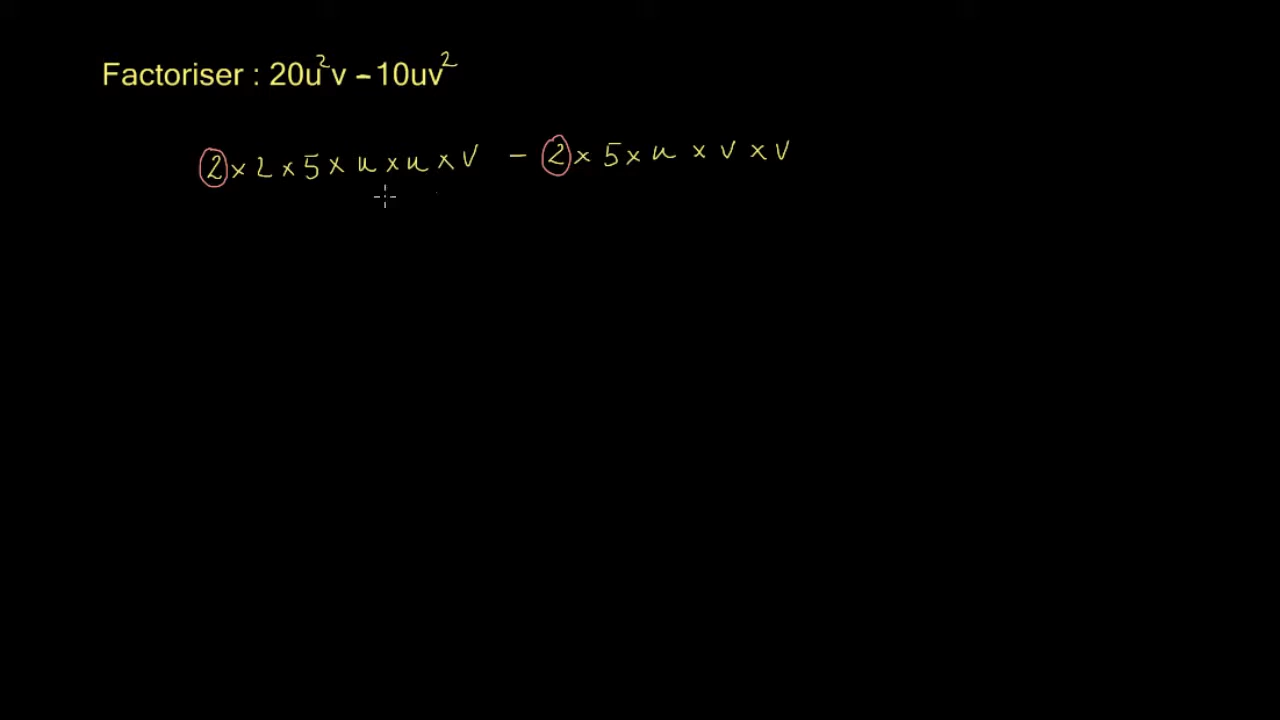 Factoriser : 20u²v – 10uv²
2 × 2 × 5 × u × u × v – 2 × 5 × u × v × v